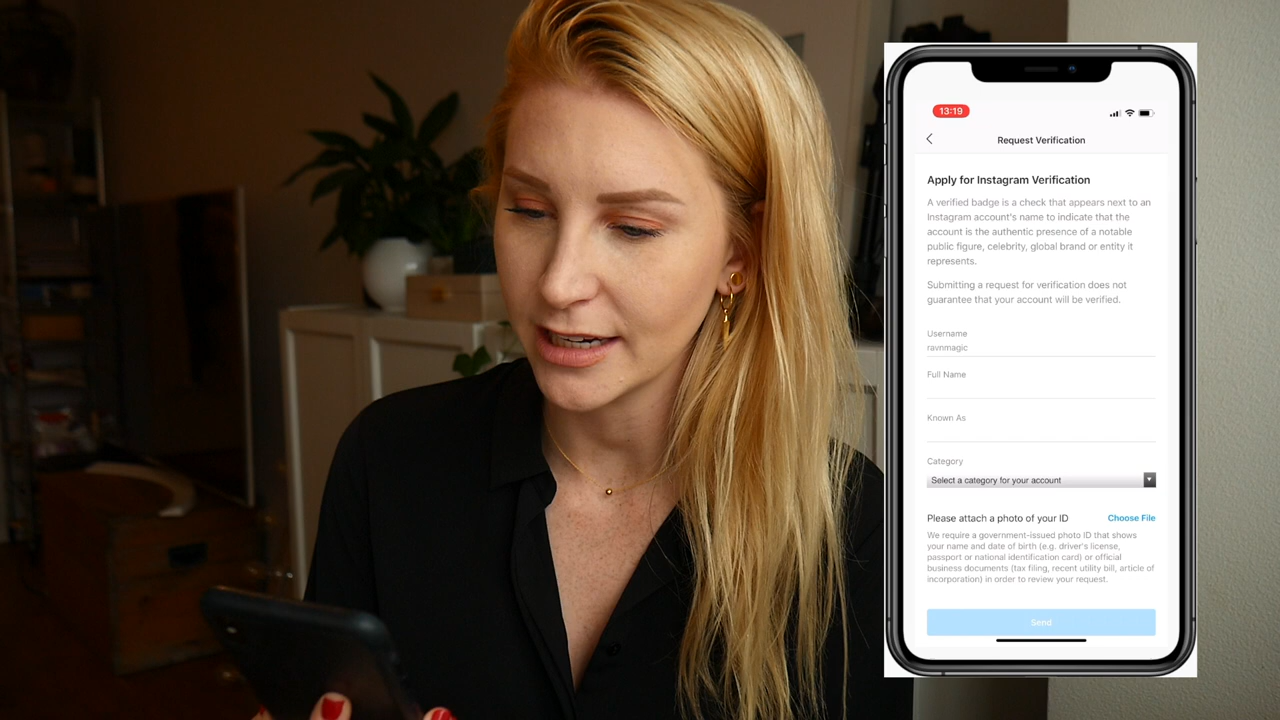 13:19
Request Verification
Apply for Instagram Verification
A verified badge is a check that appears next to an
Instagram account's name to indicate that the
account is the authentic presence of a notable
public figure, celebrity, global brand or entity it
represents.
Submitting a request for verification does not
guarantee that your account will be verified.
Username
ravnmagic
Full Name
Known As
Category
Select a category for your account
Please attach a photo of your ID Choose File
We require a government-issued photo ID that shows
your name and date of birth (e.g. driver's license,
passport or national identification card) or official
business documents (tax filing, recent utility bill, article of
incorporation) in order to review your request.
Send